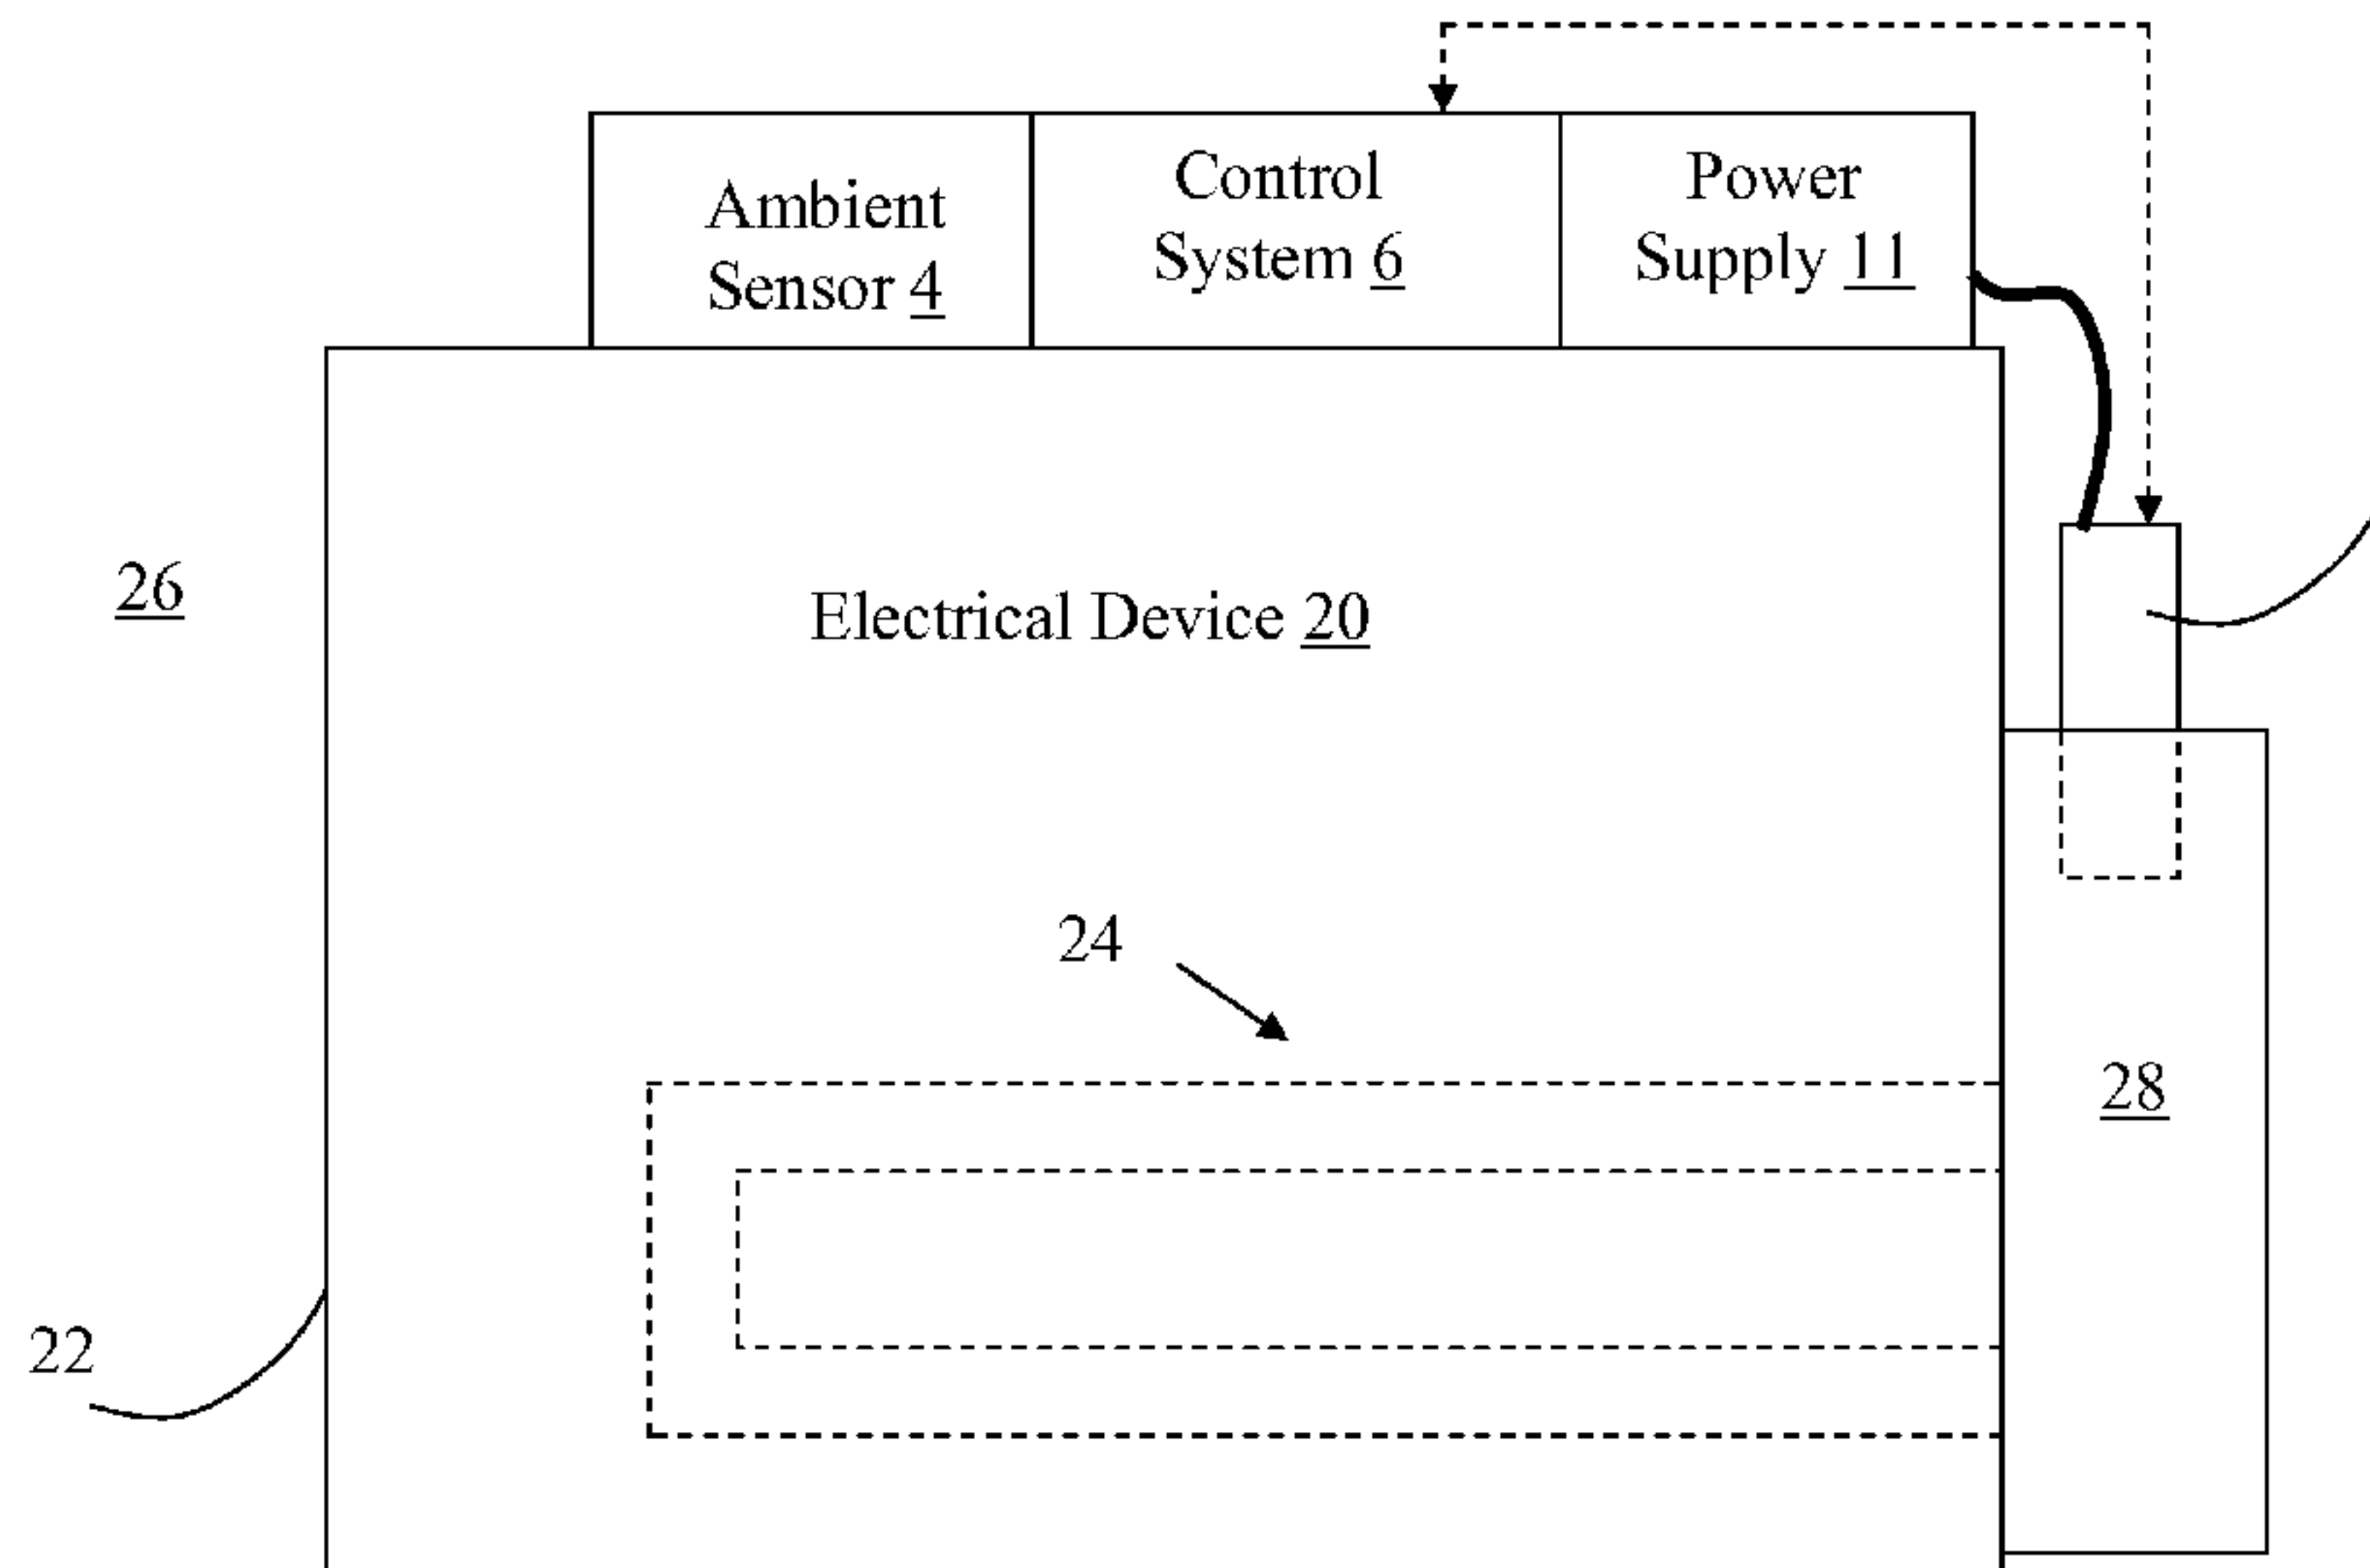 Ambient
Sensor 4
Control
System 6
Power
Supply 11
26
Electrical Device 20
24
28
22